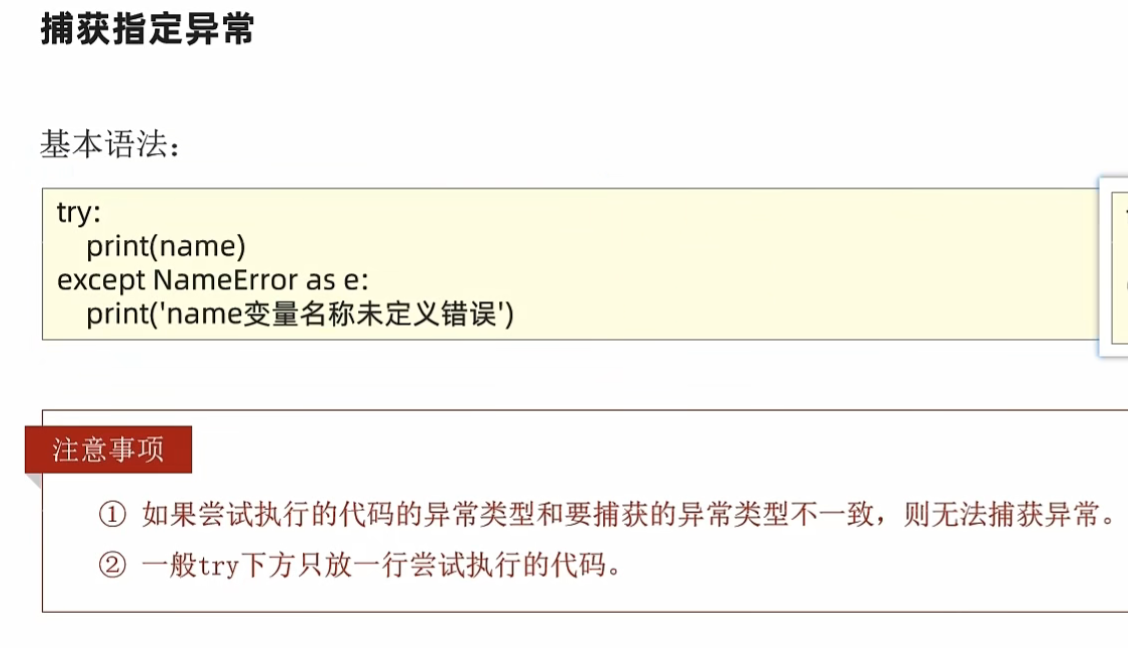 捕获指定异常
基本语法：
try:
    print(name)
except NameError as e:
    print('name变量名称未定义错误')
注意事项
① 如果尝试执行的代码的异常类型和要捕获的异常类型不一致，则无法捕获异常。
② 一般try下方只放一行尝试执行的代码。